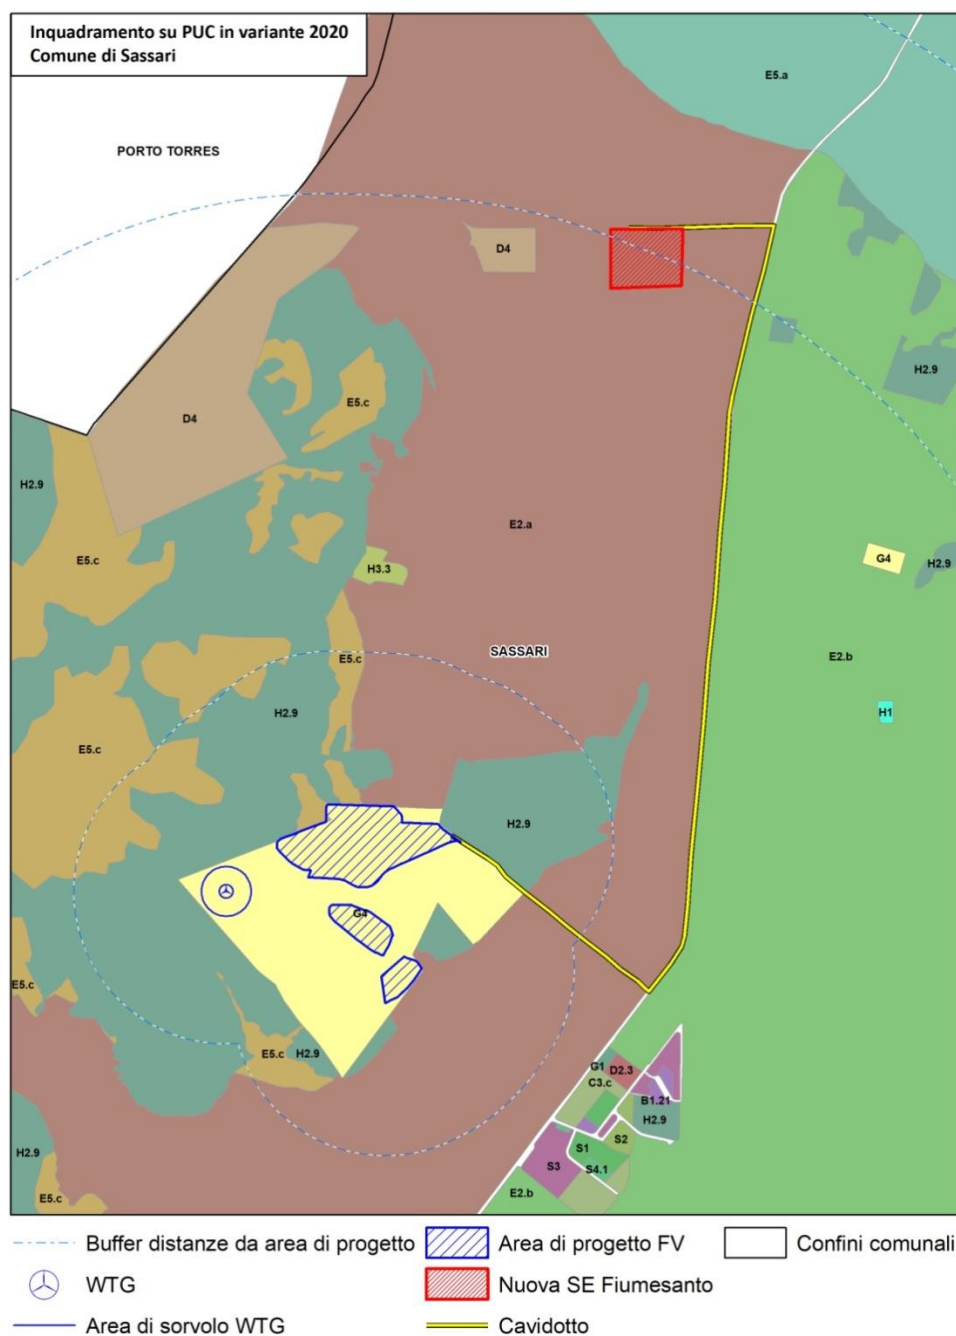 Inquadramento su PUC in variante 2020
Comune di Sassari
E5.a
PORTO TORRES
D4
H2.9
E5.c
D4
H2.9
E2.a
E5.c
G4
H2.9
H3.3
SASSARI
E2.b
E5.c
H2.9
H1
E5.c
H2.9
G4
E5.c
E5.c
H2.9
G1
D2.3
C3.c
B1.21
H2.9
S2
S1
H2.9
S3
S4.1
E2.b
E5.c
Buffer distanze da area di progetto
Area di progetto FV
Confini comunali
WTG
Nuova SE Fiumesanto
Area di sorvolo WTG
Cavidotto